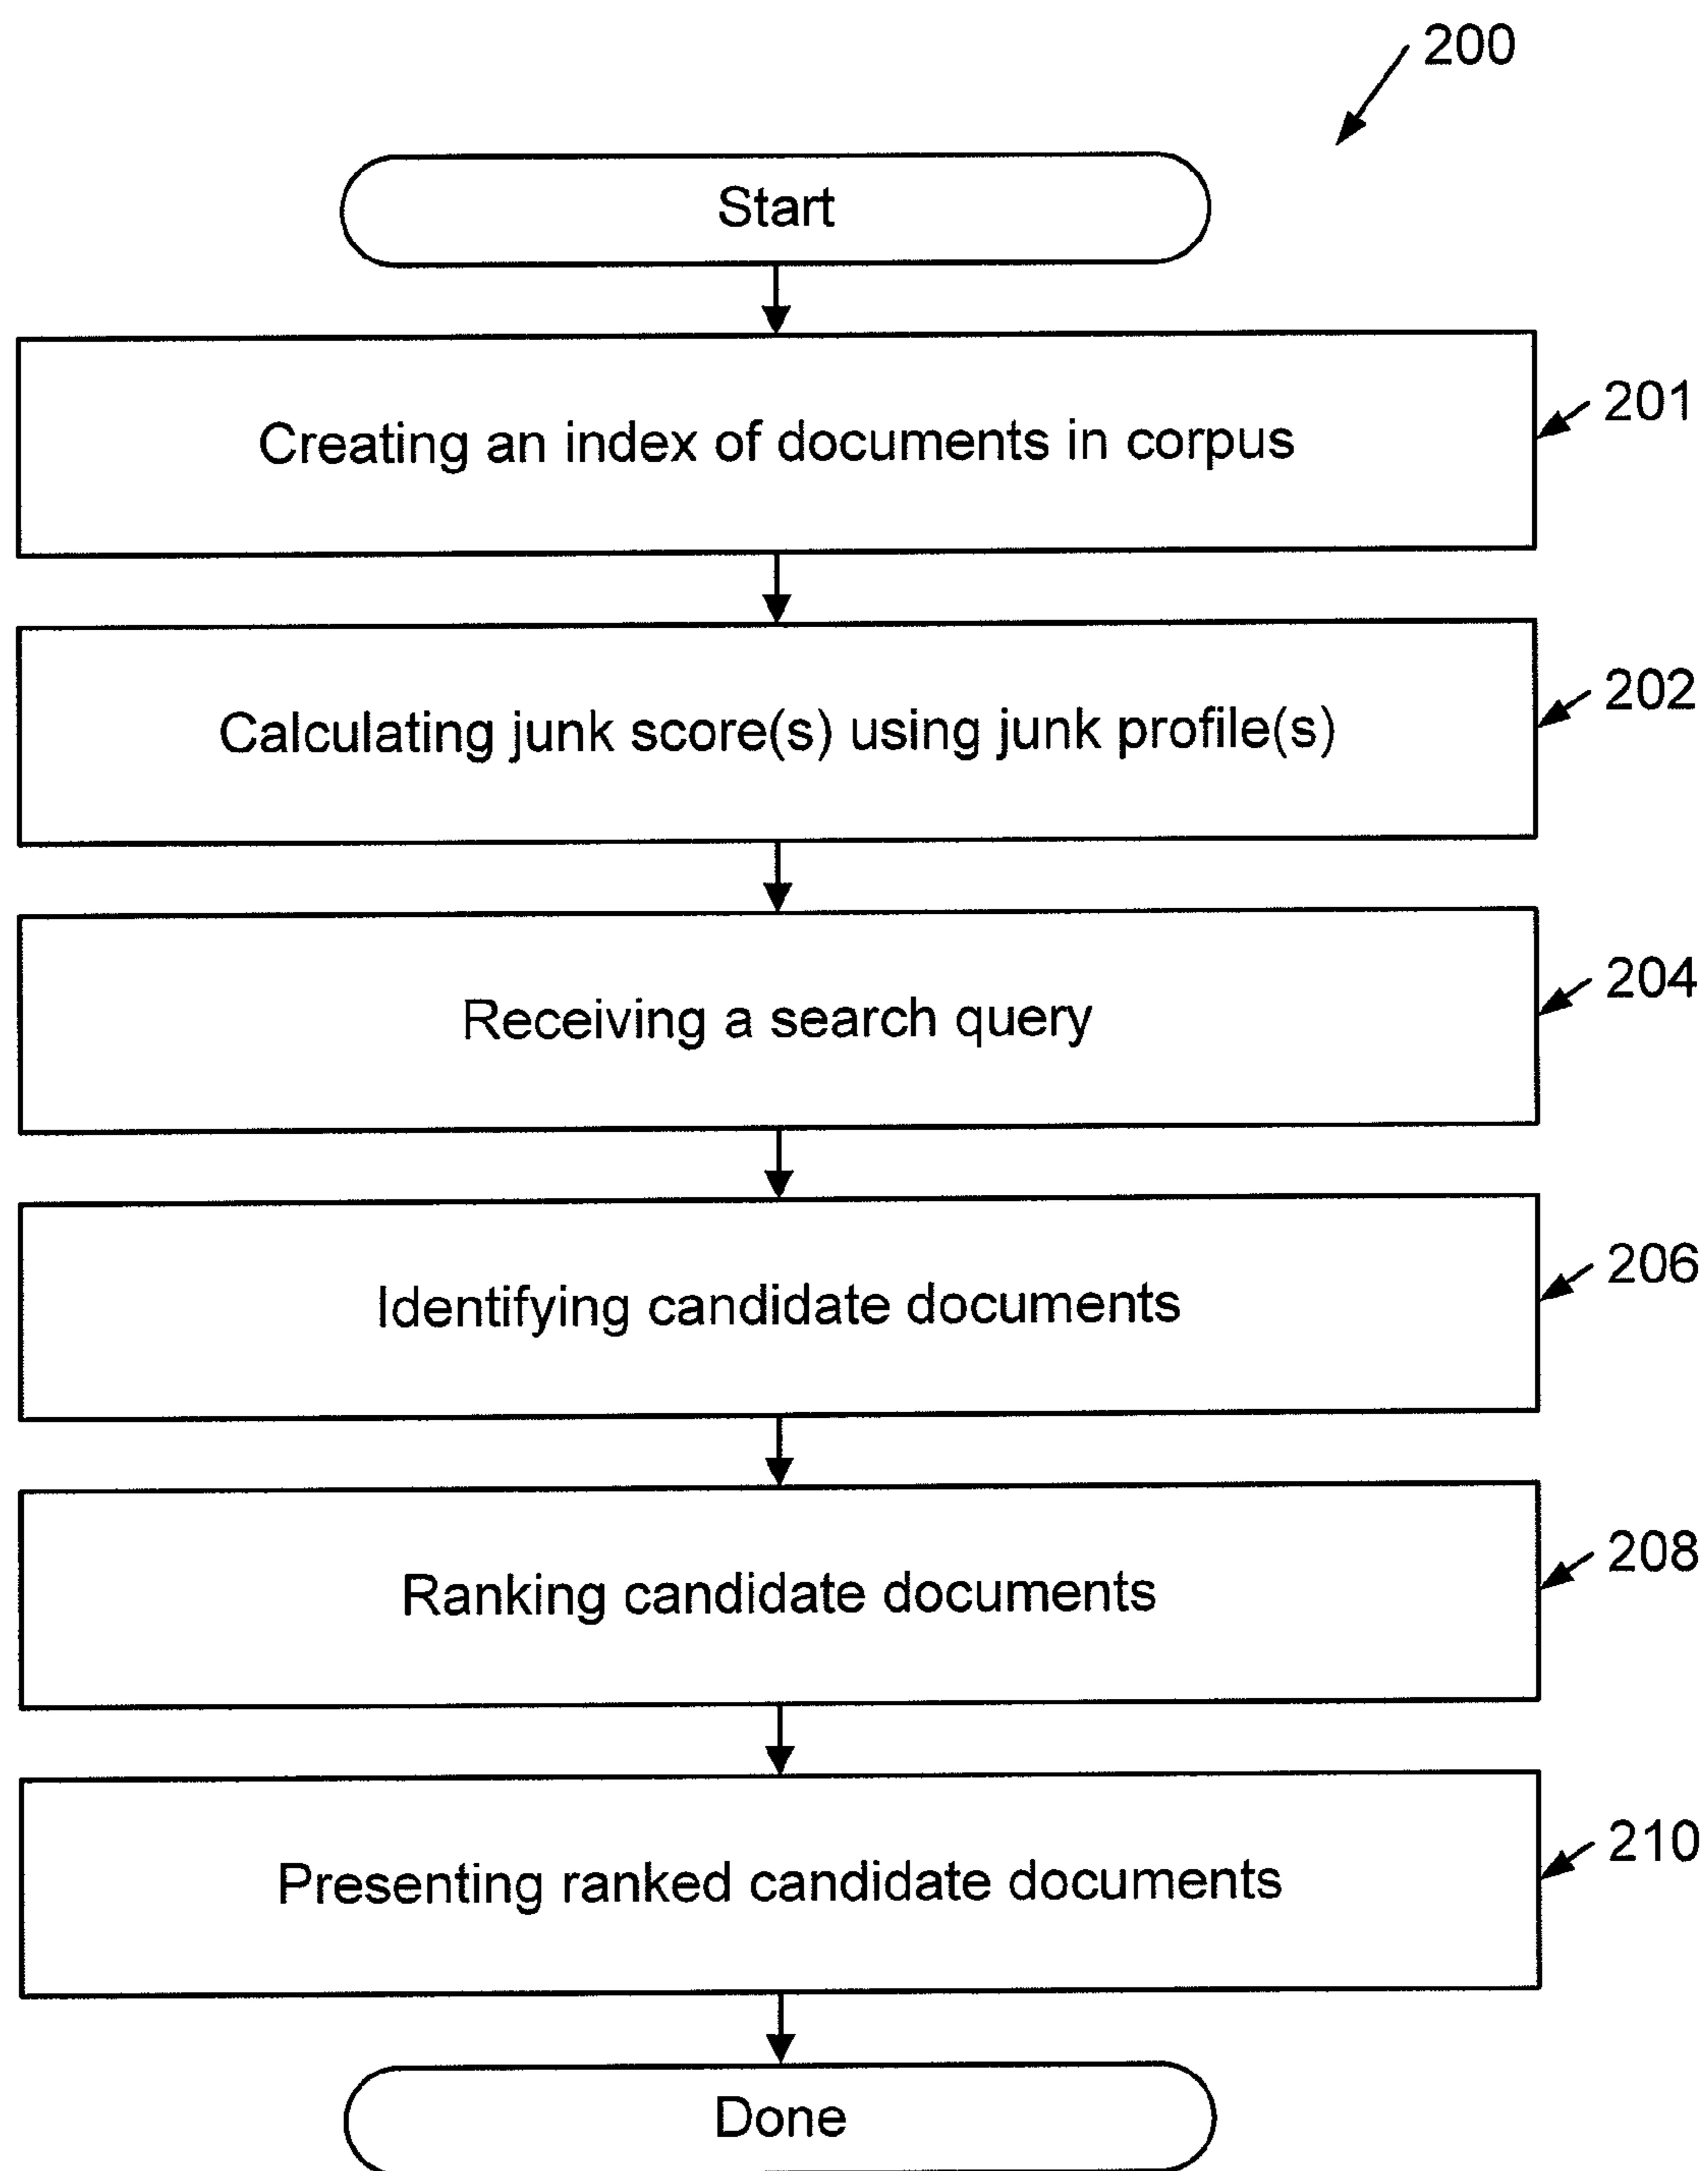 200
Start
Creating an index of documents in corpus
201
Calculating junk score(s) using junk profile(s)
202
Receiving a search query
204
Identifying candidate documents
206
Ranking candidate documents
208
Presenting ranked candidate documents
210
Done